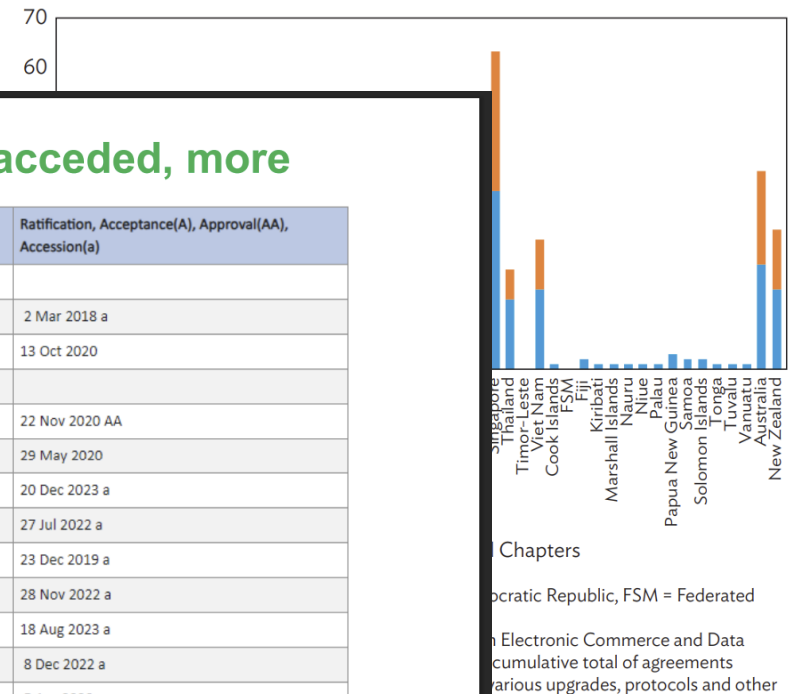 70
60
acceded, more
Ratification, Acceptance(A), Approval(AA),
Accession(a)
2 Mar 2018 a
13 Oct 2020
22 Nov 2020 AA
29 May 2020
20 Dec 2023 a
27 Jul 2022 a
23 Dec 2019 a
28 Nov 2022 a
18 Aug 2023 a
8 Dec 2022 a
Singapore
Thailand
Timor-Leste
Viet Nam
Cook Islands
FSM
Fiji
Kiribati
Marshall Islands
Nauru
Niue
Palau
Papua New Guinea
Samoa
Solomon Islands
Tonga
Tuvalu
Vanuatu
Australia
New Zealand
Chapters
ocratic Republic, FSM = Federated
Electronic Commerce and Data
cumulative total of agreements
various upgrades, protocols and other